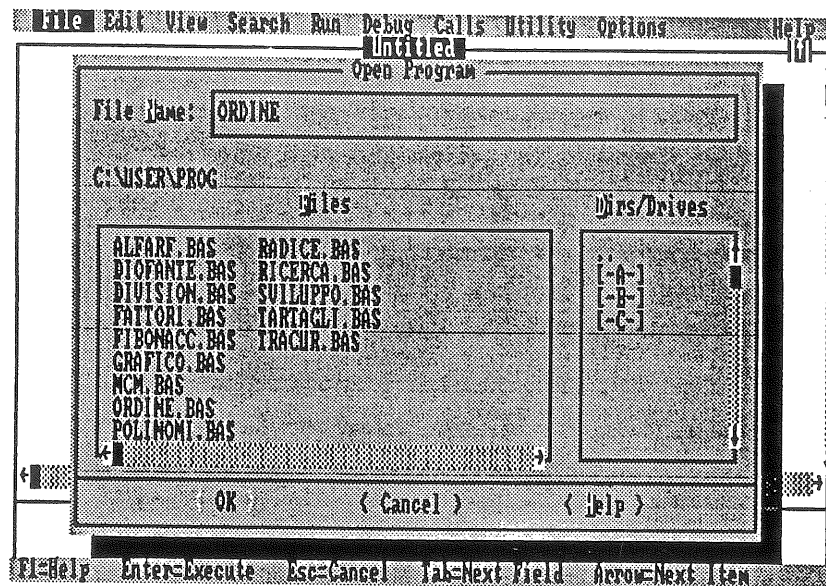 File Edit View Search Run Debug Calls Utility Options Help
Untitled
Open Program
File Name: ORDINE
C:\USER\PROG
Files Dirs/Drives
ALFARF.BAS RADICE.BAS ..
DIOFANTE.BAS RICERCA.BAS [-A-]
DIVISION.BAS SVILUPPO.BAS [-B-]
FATTORI.BAS TARTAGLI.BAS [-C-]
FIBONACC.BAS TRACUR.BAS
GRAFICO.BAS
MCM.BAS
ORDINE.BAS
POLINOMI.BAS
OK < Cancel > < Help >
F1=Help Enter=Execute Esc=Cancel Tab=Next Field Arrow=Next Item